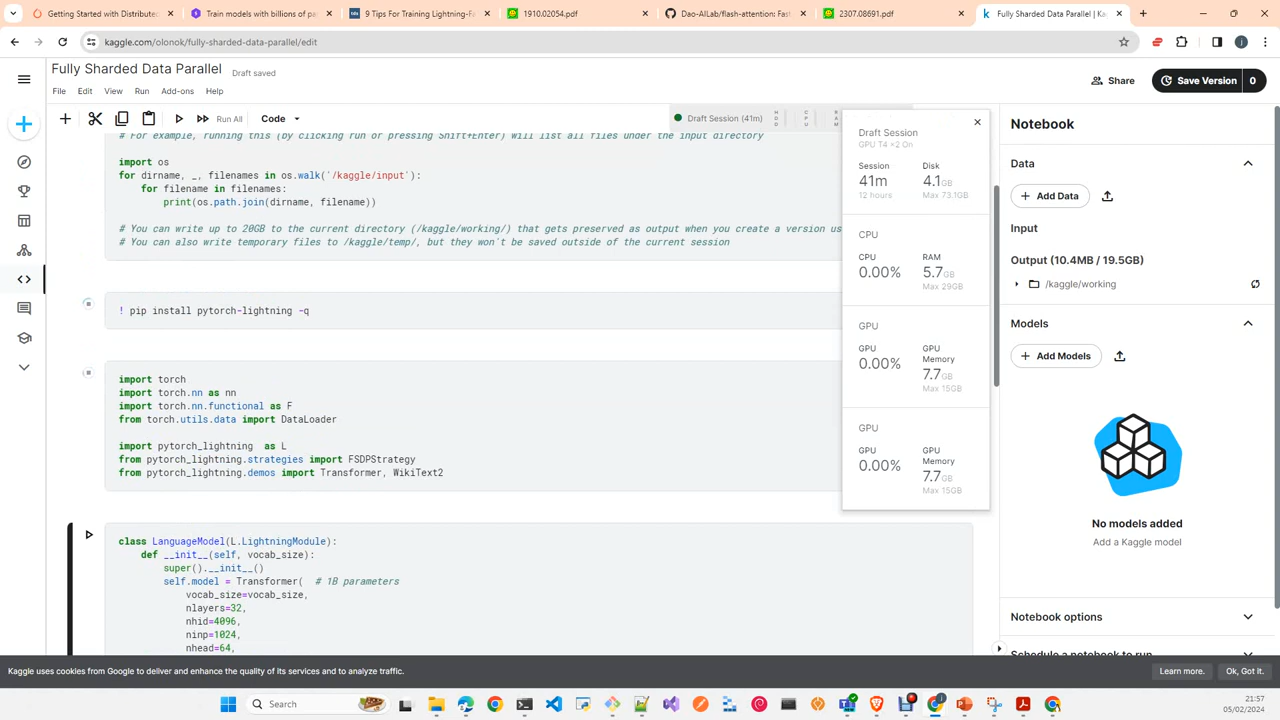 Getting Started with Distribute
Train models with billions of pa
9 Tips For Training Lightning-F
1910.02054.pdf
Dao-AILab/flash-attention: Fast
2307.08691.pdf
Fully Sharded Data Parallel | Ka
kaggle.com/olonok/fully-sharded-data-parallel/edit
Fully Sharded Data Parallel
Draft saved
File Edit View Run Add-ons Help
Share
Save Version 0
Run All
Code
Draft Session (41m)
# For example, running this (by clicking run or pressing Shift+Enter) will list all files under the input directory
import os
for dirname, _, filenames in os.walk('/kaggle/input'):
for filename in filenames:
print(os.path.join(dirname, filename))
# You can write up to 20GB to the current directory (/kaggle/working/) that gets preserved as output when you create a version us
# You can also write temporary files to /kaggle/temp/, but they won't be saved outside of the current session
! pip install pytorch-lightning -q
import torch
import torch.nn as nn
import torch.nn.functional as F
from torch.utils.data import DataLoader
import pytorch_lightning as L
from pytorch_lightning.strategies import FSDPStrategy
from pytorch_lightning.demos import Transformer, WikiText2
class LanguageModel(L.LightningModule):
def __init__(self, vocab_size):
super().__init__()
self.model = Transformer( # 1B parameters
vocab_size=vocab_size,
nlayers=32,
nhid=4096,
ninp=1024,
nhead=64,
Draft Session
GPU T4 ×2 On
Session
41m
12 hours
Disk
4.1GB
Max 73.1GB
CPU
CPU
0.00%
RAM
5.7GB
Max 29GB
GPU
GPU
0.00%
GPU
Memory
7.7GB
Max 15GB
GPU
GPU
0.00%
GPU
Memory
7.7GB
Max 15GB
Notebook
Data
Add Data
Input
Output (10.4MB / 19.5GB)
/kaggle/working
Models
Add Models
No models added
Add a Kaggle model
Notebook options
Schedule a notebook to run
Kaggle uses cookies from Google to deliver and enhance the quality of its services and to analyze traffic.
Learn more.
Ok, Got it.
Search
21:57
05/02/2024